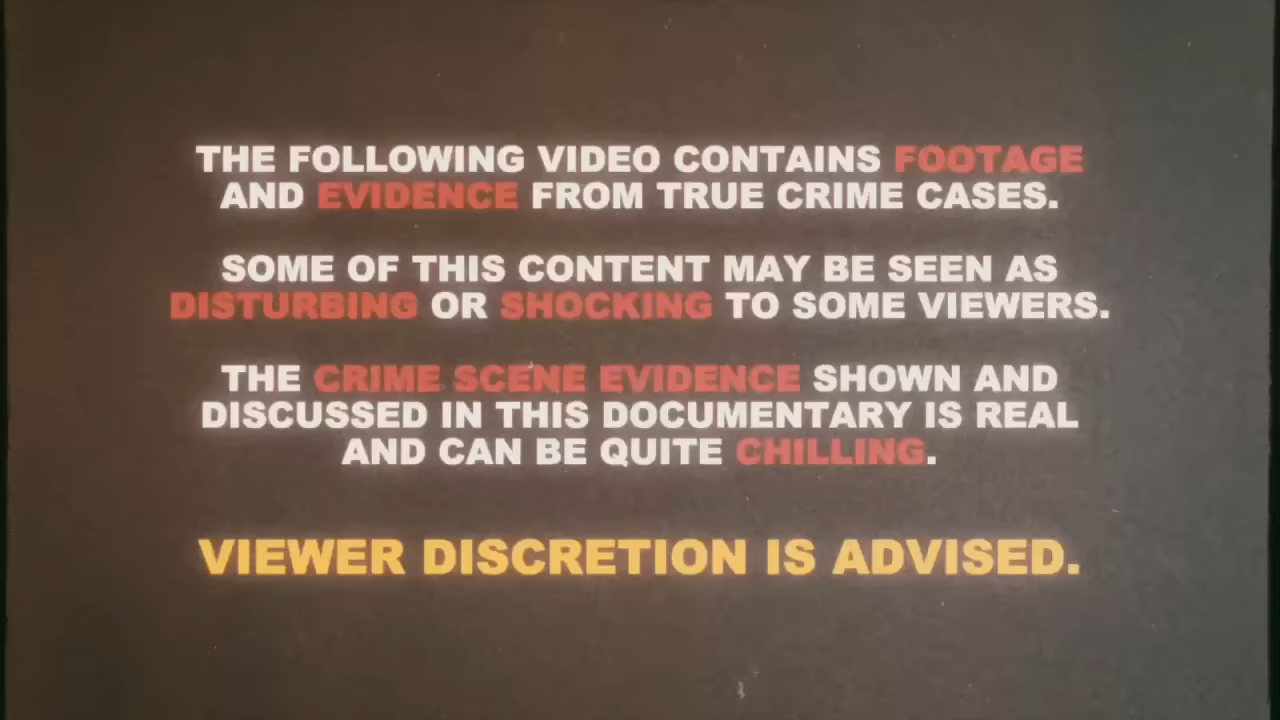 THE FOLLOWING VIDEO CONTAINS FOOTAGE
AND EVIDENCE FROM TRUE CRIME CASES.
SOME OF THIS CONTENT MAY BE SEEN AS
DISTURBING OR SHOCKING TO SOME VIEWERS.
THE CRIME SCENE EVIDENCE SHOWN AND
DISCUSSED IN THIS DOCUMENTARY IS REAL
AND CAN BE QUITE CHILLING.
VIEWER DISCRETION IS ADVISED.